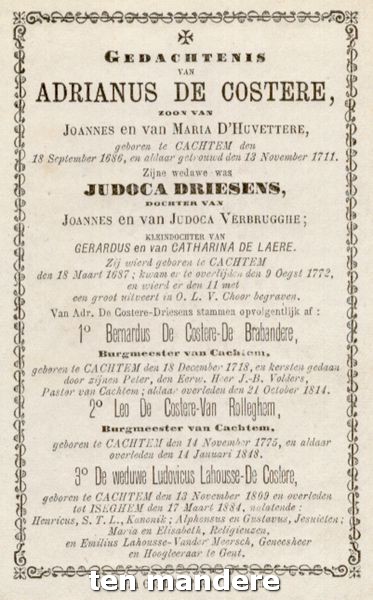 GEDACHTENIS
VAN
ADRIANUS DE COSTERE,
ZOON VAN
JOANNES en van MARIA D'HUVETTERE,
geboren te CACHTEM den
18 September 1686, en aldaar getrouwd den 13 November 1711.
Zijne weduwe was
JUDOCA DRIESENS,
DOCHTER VAN
JOANNES en van JUDOCA VERBRUGGHE;
KLEINDOCHTER VAN
GERARDUS en van CATHARINA DE LAERE.
Zij wierd geboren te CACHTEM
den 18 Maart 1687; kwam er te overlijden den 9 Oegst 1772,
en wierd er den 11 met
een groot uitveert in O. L. V. Choor begraven.
Van Adr. De Costere-Driesens stammen opvolgentlijk af:
1º Bernardus De Costere-De Brabandere,
Burgmeester van Cachtem,
geboren te CACHTEM den 18 December 1718, en kersten gedaan
door zijnen Peter, den Eerw. Heer J.-B. Volders,
Pastor van Cachtem; aldaar overleden den 21 October 1814.
2º Leo De Costere-Van Rolleghem,
Burgmeester van Cachtem,
geboren te CACHTEM den 14 November 1775, en aldaar
overleden den 14 Januari 1848.
3º De weduwe Ludovicus Lahousse-De Costere,
geboren te CACHTEM den 13 November 1809 en overleden
tot ISEGHEM den 17 Maart 1884, nalatende:
Henricus, S. T. L., Kanonik; Alphonsus en Gustavus, Jesuieten;
Maria en Elisabeth, Religieuzen,
en Emilius Lahousse-Vander Meersch, Geneesheer
en Hoogleeraar te Gent.
ten mandere